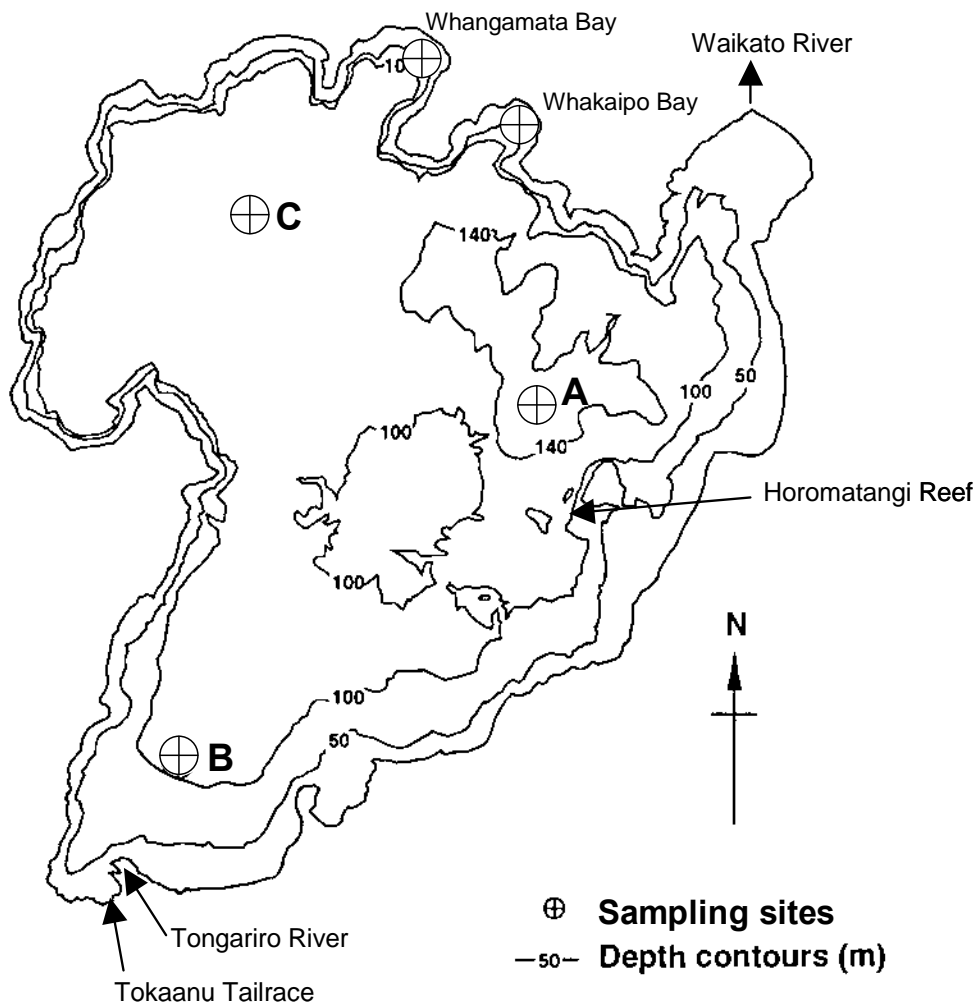 Whangamata Bay
Waikato River
10
Whakaipo Bay
C
140
A
100
50
100
140
Horomatangi Reef
100
N
100
50
B
Sampling sites
—50— Depth contours (m)
Tongariro River
Tokaanu Tailrace